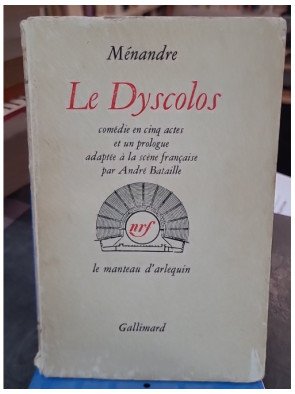 Ménandre
Le Dyscolos
comédie en cinq actes
et un prologue
adaptée à la scène française
par André Bataille
nrf
le manteau d'arlequin
Gallimard